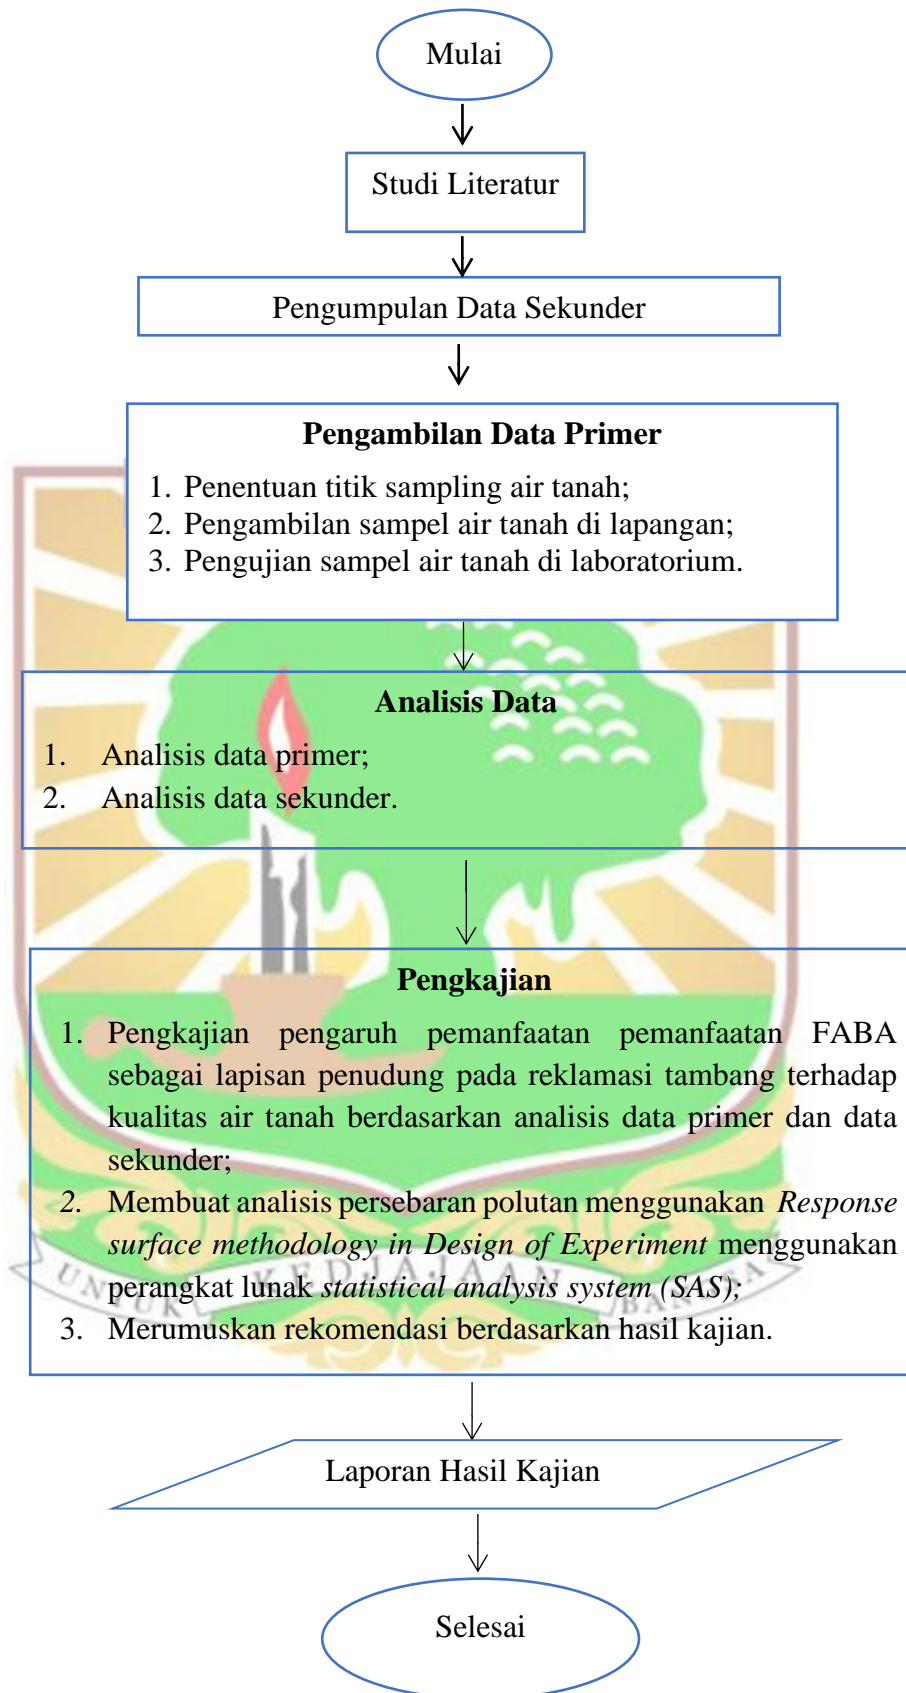 Mulai
Studi Literatur
Pengumpulan Data Sekunder
Pengambilan Data Primer
1. Penentuan titik sampling air tanah;
2. Pengambilan sampel air tanah di lapangan;
3. Pengujian sampel air tanah di laboratorium.
Analisis Data
1. Analisis data primer;
2. Analisis data sekunder.
Pengkajian
1. Pengkajian pengaruh pemanfaatan pemanfaatan FABA
sebagai lapisan penudung pada reklamasi tambang terhadap
kualitas air tanah berdasarkan analisis data primer dan data
sekunder;
2. Membuat analisis persebaran polutan menggunakan Response
surface methodology in Design of Experiment menggunakan
perangkat lunak statistical analysis system (SAS);
3. Merumuskan rekomendasi berdasarkan hasil kajian.
UNTUK KEDJAJAAN BANGSA
Laporan Hasil Kajian
Selesai